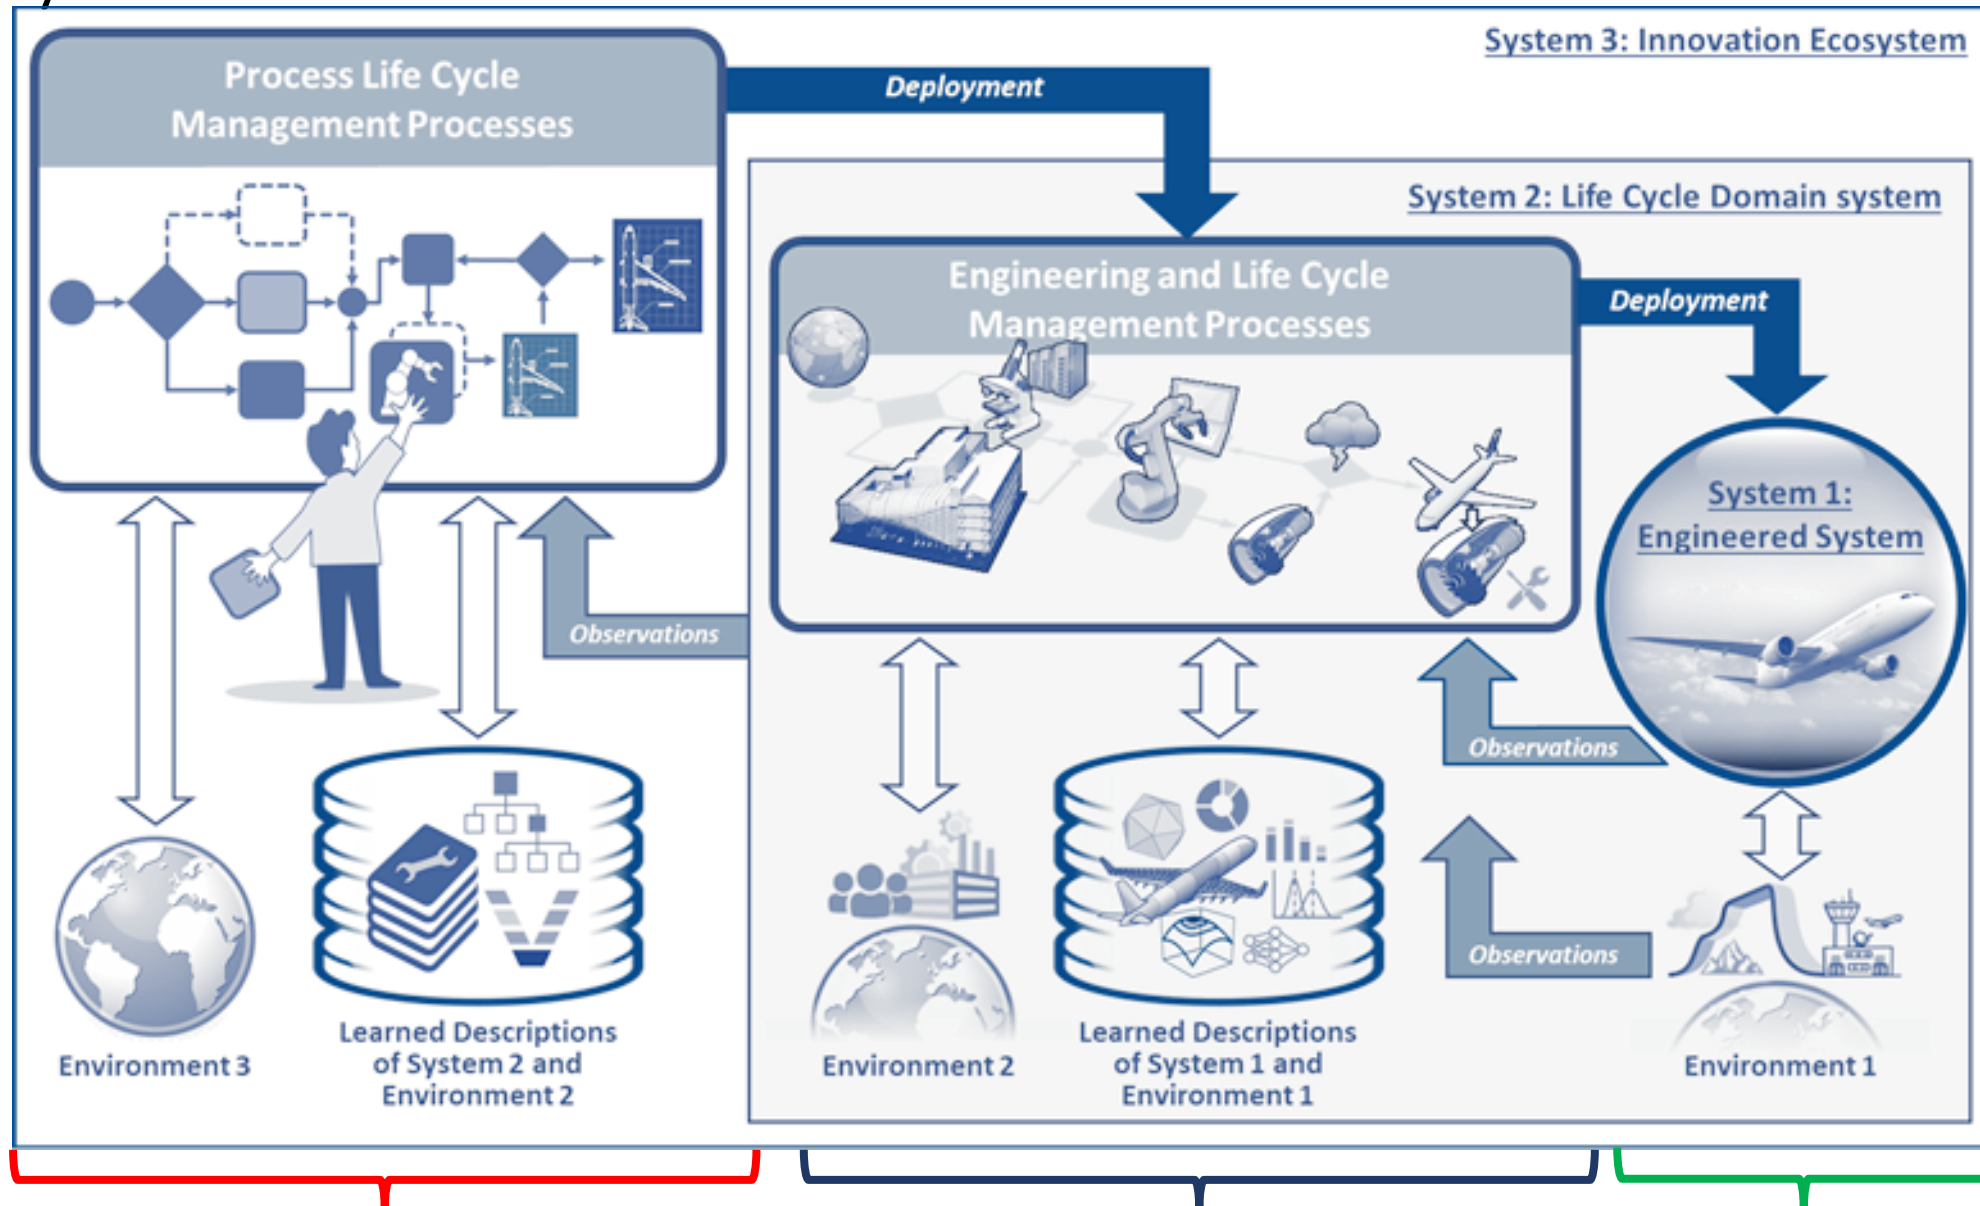 System 3: Innovation Ecosystem
Process Life Cycle
Management Processes
Deployment
System 2: Life Cycle Domain system
Engineering and Life Cycle
Management Processes
Deployment
System 1:
Engineered System
Observations
Observations
Observations
Environment 3
Learned Descriptions
of System 2 and
Environment 2
Environment 2
Learned Descriptions
of System 1 and
Environment 1
Environment 1